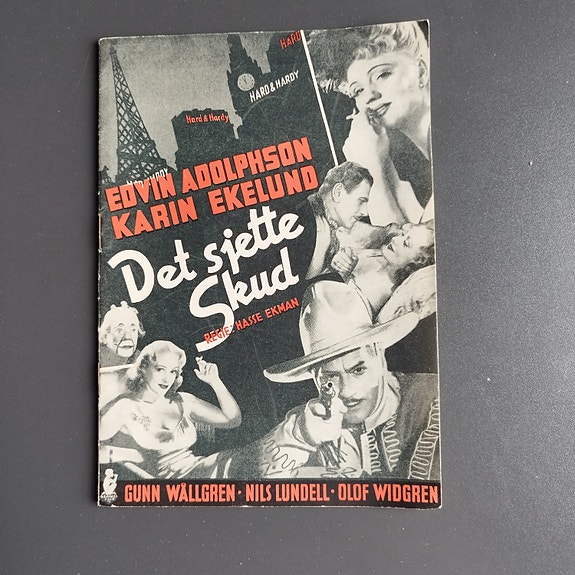 HARD
HARD & HARDY
Hard & Hardy
EDVIN ADOLPHSON
KARIN EKELUND
Det sjette
Skud
REGIE: HASSE EKMAN
GUNN WÅLLGREN · NILS LUNDELL · OLOF WIDGREN